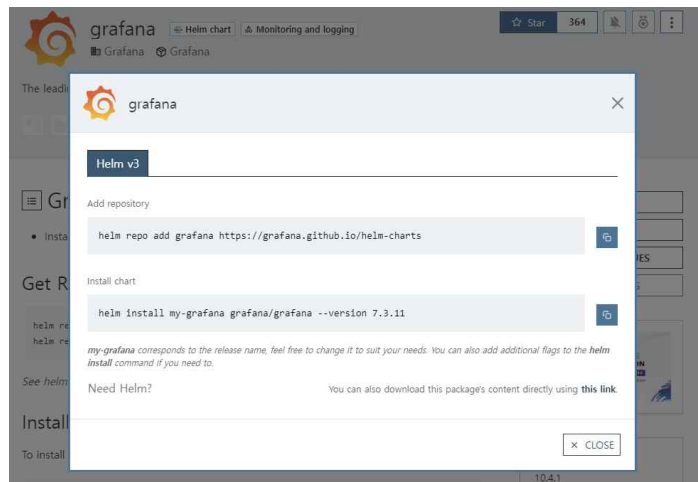 grafana
Helm chart
Monitoring and logging
Star 364
Grafana Grafana
The leadi
grafana
Helm v3
Add repository
helm repo add grafana https://grafana.github.io/helm-charts
Install chart
helm install my-grafana grafana/grafana --version 7.3.11
my-grafana corresponds to the release name, feel free to change it to suit your needs. You can also add additional flags to the helm
install command if you need to.
Need Helm?
You can also download this package's content directly using this link.
CLOSE
Gr
Insta
Get R
helm re
helm re
See helm
Install
To install
UES
10.4.1